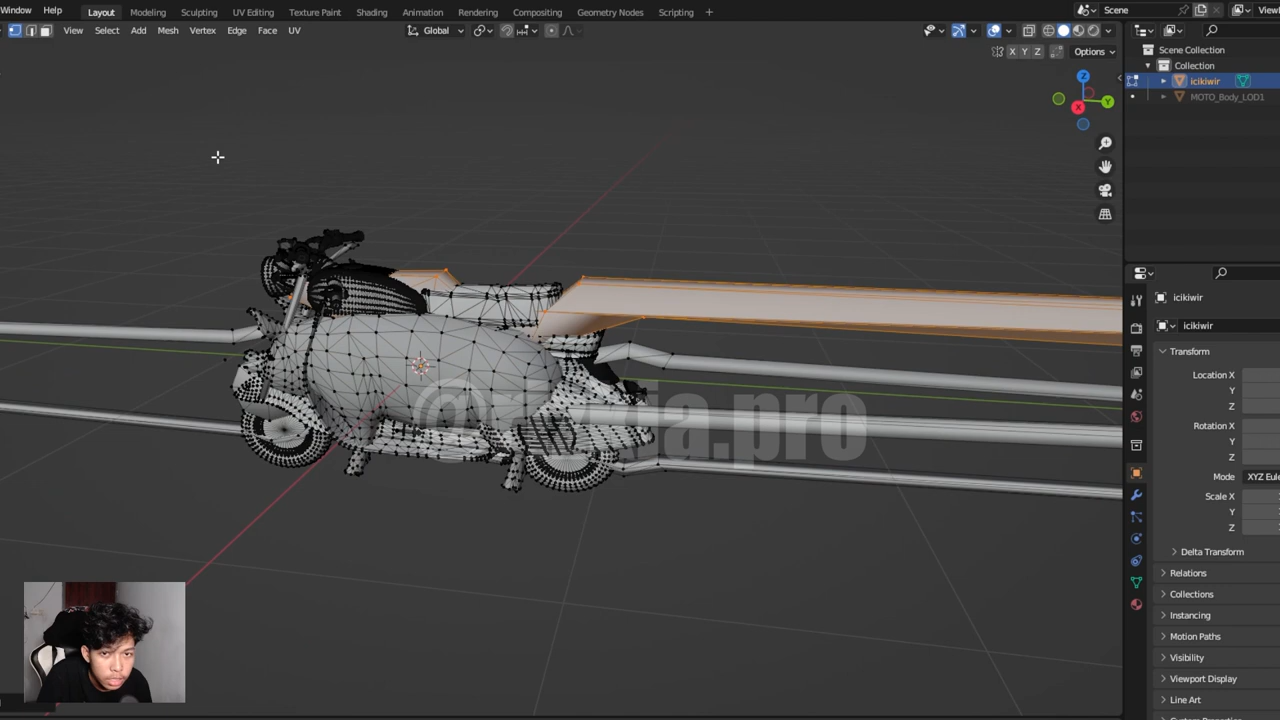 Window Help Layout Modeling Sculpting UV Editing Texture Paint Shading Animation Rendering Compositing Geometry Nodes Scripting + Scene
View Select Add Mesh Vertex Edge Face UV Global
X Y Z Options
Scene Collection
Collection
icikiwir
MOTO_Body_LOD1
Z
Y
X
icikiwir
icikiwir
Transform
Location X
Y
Z
Rotation X
Y
Z
Mode XYZ Eule
Scale X
Y
Z
Delta Transform
Relations
Collections
Instancing
Motion Paths
Visibility
Viewport Display
Line Art